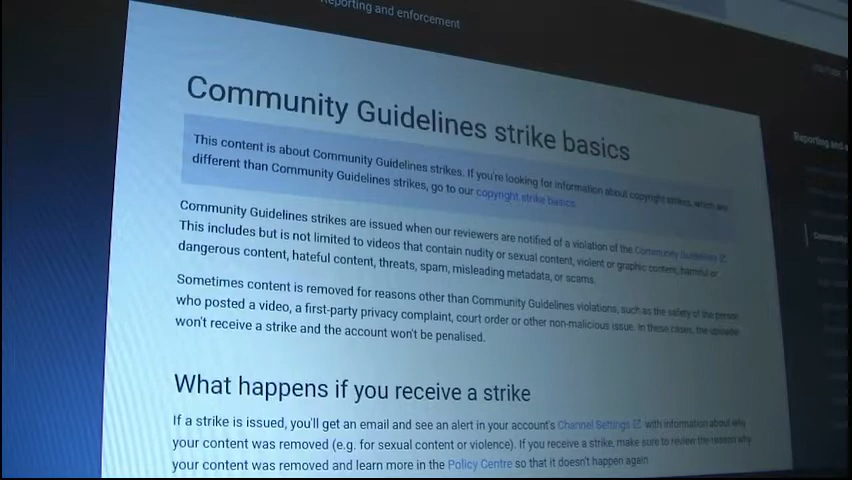 Reporting and enforcement
Community Guidelines strike basics
This content is about Community Guidelines strikes. If you're looking for information about copyright strikes, which are
different than Community Guidelines strikes, go to our copyright strike basics.
Community Guidelines strikes are issued when our reviewers are notified of a violation of the Community Guidelines
This includes but is not limited to videos that contain nudity or sexual content, violent or graphic content, harmful or
dangerous content, hateful content, threats, spam, misleading metadata, or scams.
Sometimes content is removed for reasons other than Community Guidelines violations, such as the safety of the person
who posted a video, a first-party privacy complaint, court order or other non-malicious issue. In these cases, the uploader
won't receive a strike and the account won't be penalised.
What happens if you receive a strike
If a strike is issued, you'll get an email and see an alert in your account's Channel Settings with information about why
your content was removed (e.g. for sexual content or violence). If you receive a strike, make sure to review the reason why
your content was removed and learn more in the Policy Centre so that it doesn't happen again
Reporting and